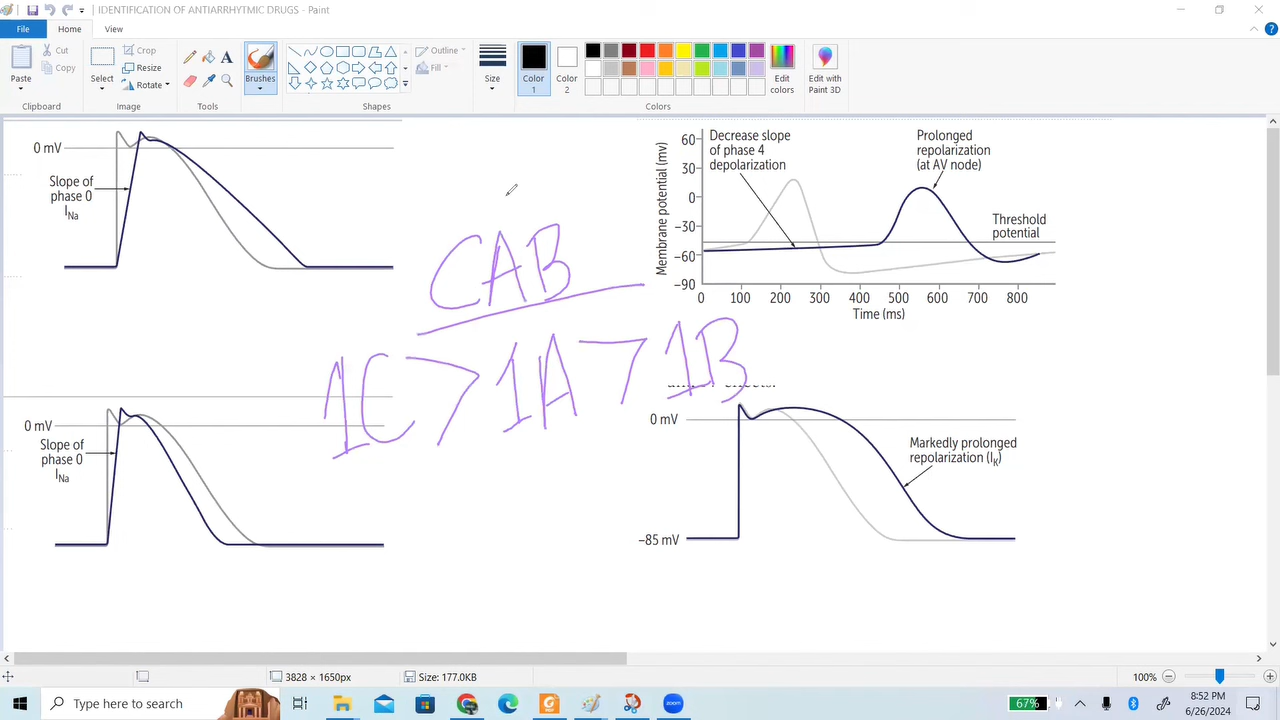 IDENTIFICATION OF ANTIARRHYTMIC DRUGS - Paint
File
Home
View
Paste
Cut
Copy
Clipboard
Select
Crop
Resize
Rotate
Image
Tools
Brushes
Shapes
Outline
Fill
Size
Color
1
Color
2
Edit
colors
Colors
Edit with
Paint 3D
0 mV
Slope of
phase 0
INa
CAB
1C > 1A > 1B
Membrane potential (mv)
60
30
0
−30
−60
−90
Decrease slope
of phase 4
depolarization
Prolonged
repolarization
(at AV node)
Threshold
potential
0 100 200 300 400 500 600 700 800
Time (ms)
0 mV
Slope of
phase 0
INa
effects.
0 mV
Markedly prolonged
repolarization (IK)
−85 mV
3828 × 1650px
Size: 177.0KB
100%
Type here to search
zoom
67%
8:52 PM
6/26/2024